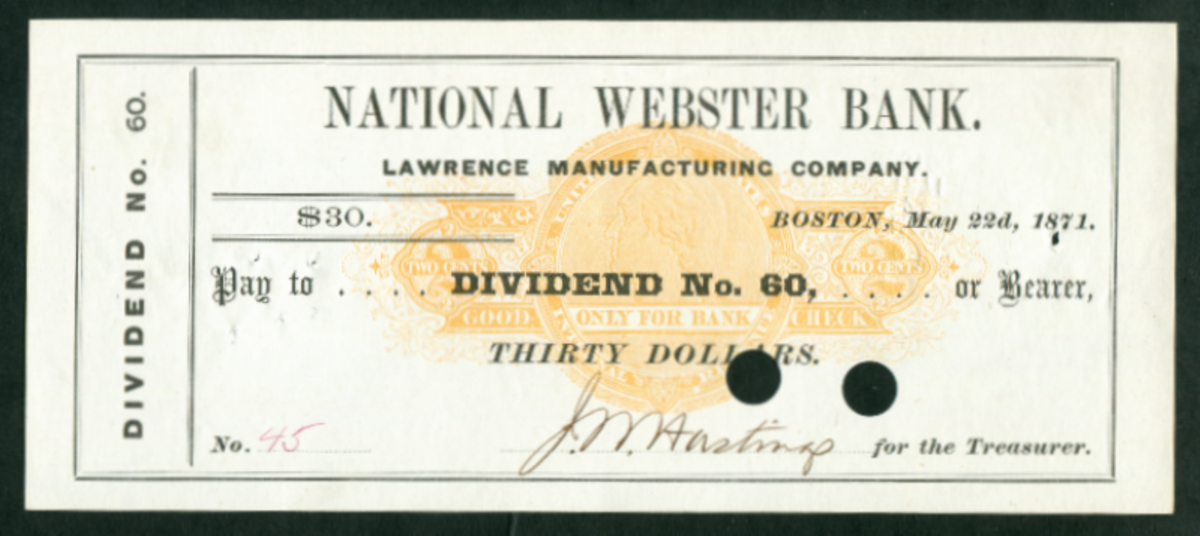 DIVIDEND No. 60.
NATIONAL WEBSTER BANK.
LAWRENCE MANUFACTURING COMPANY.
$30.
BOSTON, May 22d, 1871.
Pay to . . . . DIVIDEND No. 60, . . . . . or Bearer,
TWO CENTS
2
TWO CENTS
2
GOOD ONLY FOR BANK CHECK
THIRTY DOLLARS.
No. 45
J. W. Hastings for the Treasurer.